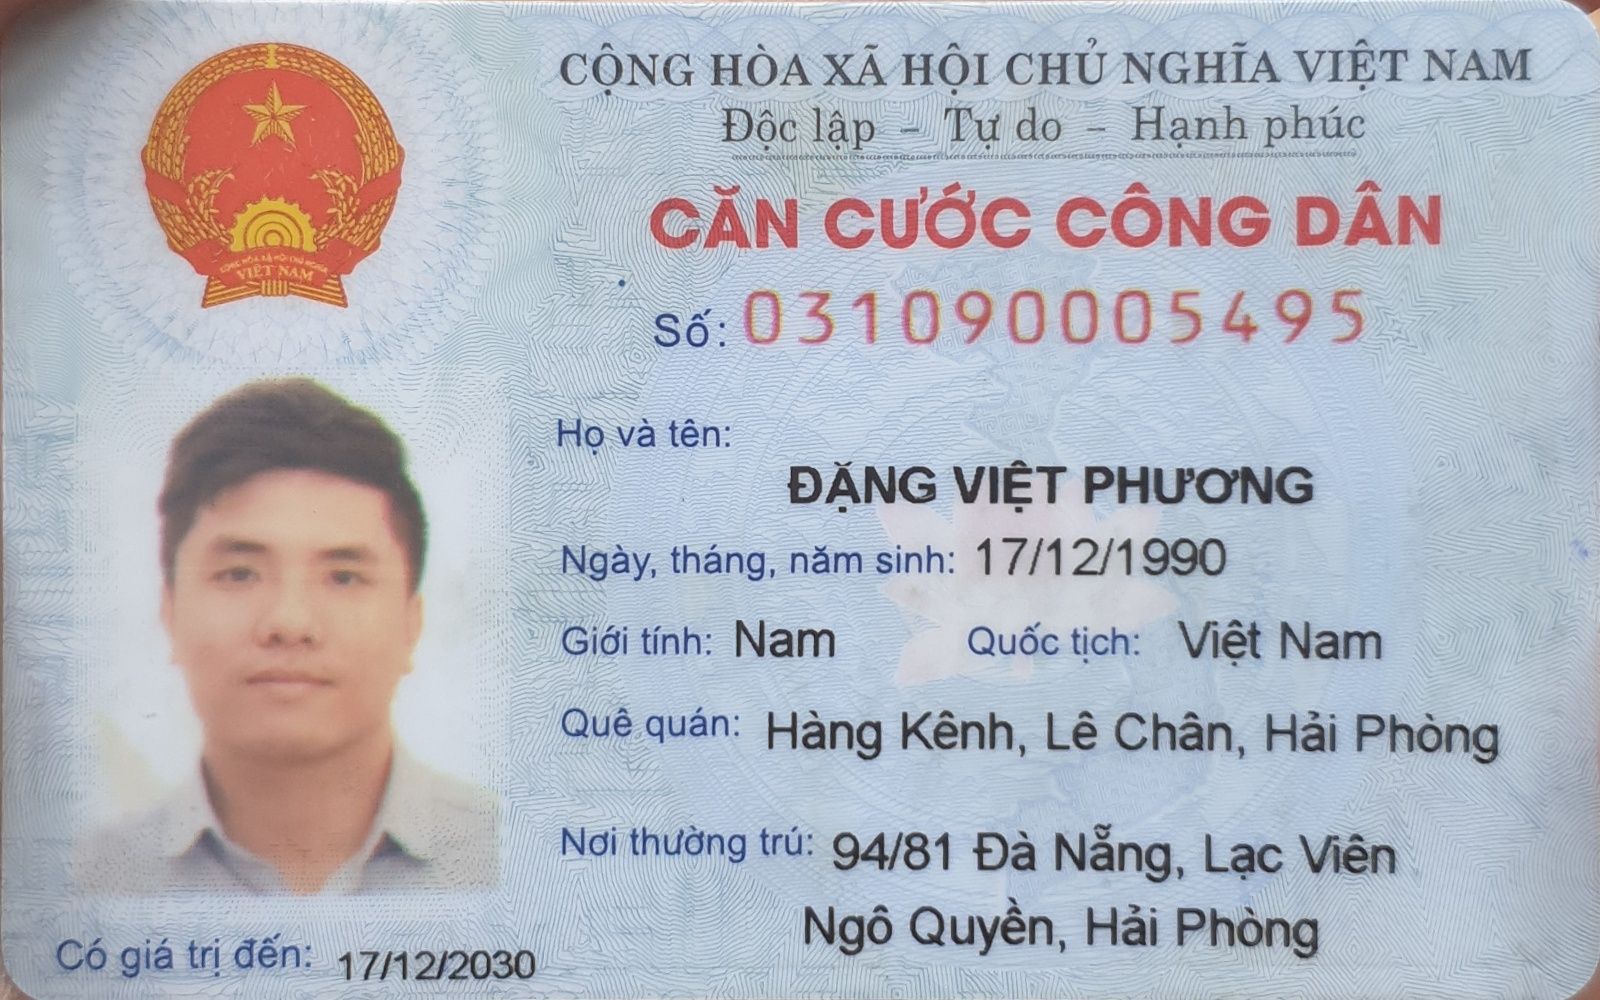 CỘNG HÒA XÃ HỘI CHỦ NGHĨA VIỆT NAM
Độc lập – Tự do – Hạnh phúc
CĂN CƯỚC CÔNG DÂN
Số: 031090005495
CỘNG HÒA XÃ HỘI CHỦ NGHĨA
VIỆT NAM
Họ và tên:
ĐẶNG VIỆT PHƯƠNG
Ngày, tháng, năm sinh: 17/12/1990
Giới tính: Nam Quốc tịch: Việt Nam
Quê quán: Hàng Kênh, Lê Chân, Hải Phòng
Nơi thường trú: 94/81 Đà Nẵng, Lạc Viên
Ngô Quyền, Hải Phòng
Có giá trị đến: 17/12/2030